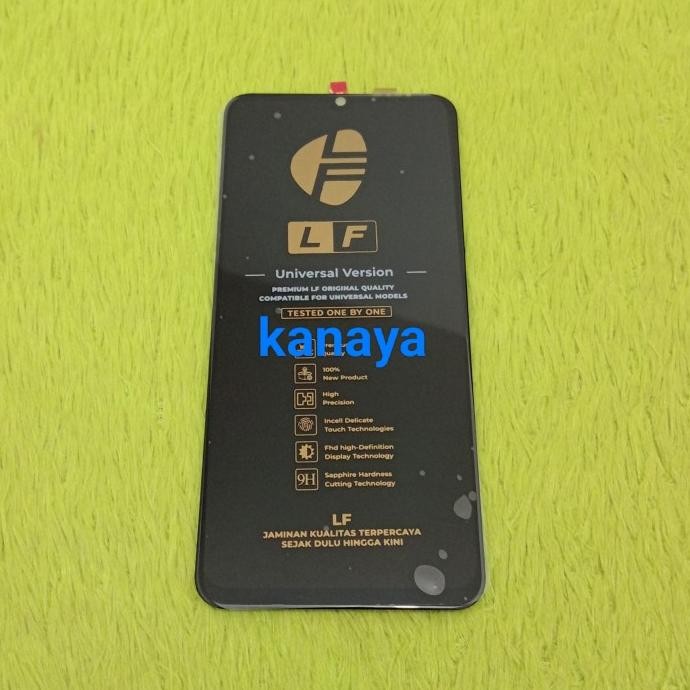 LF
Universal Version
PREMIUM LF ORIGINAL QUALITY
COMPATIBLE FOR UNIVERSAL MODELS
TESTED ONE BY ONE
kanaya
100%
New Product
High
Precision
Incell Delicate
Touch Technologies
Fhd high-Definition
Display Technology
9H
Sapphire Hardness
Cutting Technology
LF
JAMINAN KUALITAS TERPERCAYA
SEJAK DULU HINGGA KINI